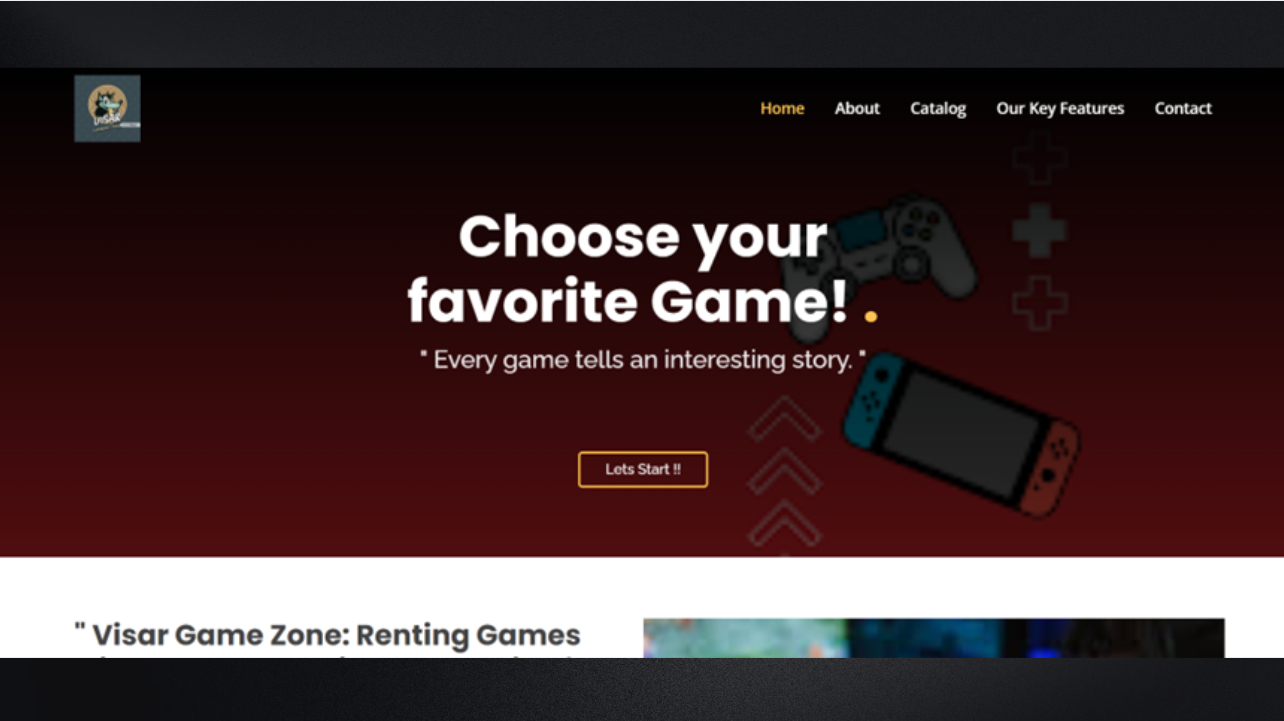 VISAR
Home About Catalog Our Key Features Contact
Choose your
favorite Game! .
" Every game tells an interesting story. "
Lets Start !!
" Visar Game Zone: Renting Games